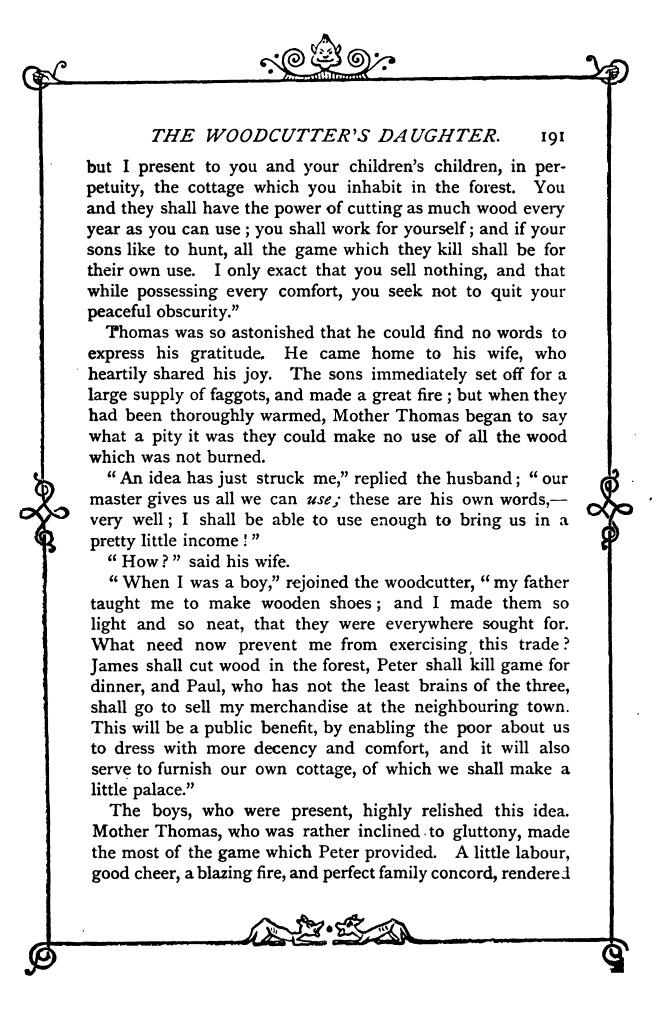 THE WOODCUTTER'S DAUGHTER. 191
but I present to you and your children's children, in per-
petuity, the cottage which you inhabit in the forest. You
and they shall have the power of cutting as much wood every
year as you can use ; you shall work for yourself ; and if your
sons like to hunt, all the game which they kill shall be for
their own use. I only exact that you sell nothing, and that
while possessing every comfort, you seek not to quit your
peaceful obscurity.”
Thomas was so astonished that he could find no words to
express his gratitude. He came home to his wife, who
heartily shared his joy. The sons immediately set off for a
large supply of faggots, and made a great fire ; but when they
had been thoroughly warmed, Mother Thomas began to say
what a pity it was they could make no use of all the wood
which was not burned.
“ An idea has just struck me,” replied the husband ; “ our
master gives us all we can use; these are his own words,—
very well ; I shall be able to use enough to bring us in a
pretty little income ! ”
“ How ? ” said his wife.
“ When I was a boy,” rejoined the woodcutter, “ my father
taught me to make wooden shoes ; and I made them so
light and so neat, that they were everywhere sought for.
What need now prevent me from exercising this trade ?
James shall cut wood in the forest, Peter shall kill game for
dinner, and Paul, who has not the least brains of the three,
shall go to sell my merchandise at the neighbouring town.
This will be a public benefit, by enabling the poor about us
to dress with more decency and comfort, and it will also
serve to furnish our own cottage, of which we shall make a
little palace.”
The boys, who were present, highly relished this idea.
Mother Thomas, who was rather inclined to gluttony, made
the most of the game which Peter provided. A little labour,
good cheer, a blazing fire, and perfect family concord, rendered